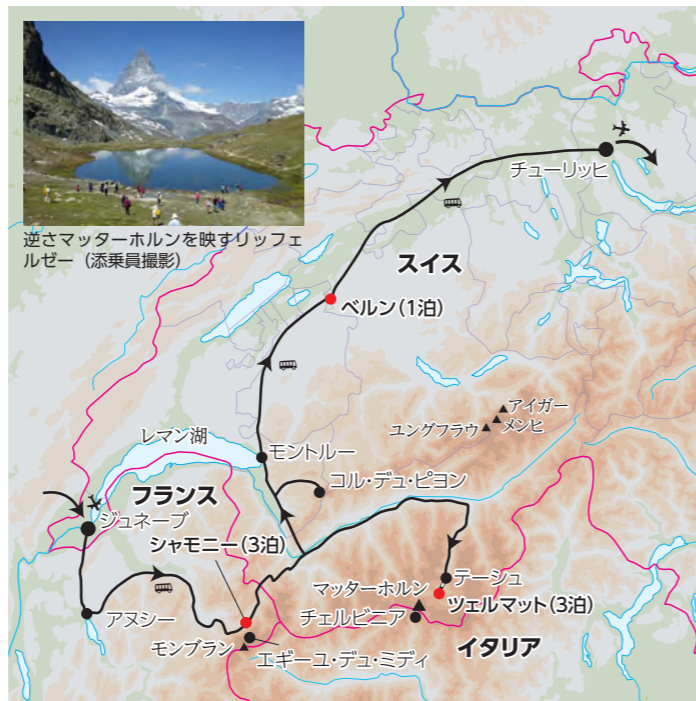 逆さマッターホルンを映すリッフェ
ルゼー（添乗員撮影）
チューリッヒ
スイス
ベルン（1泊）
アイガー
メンヒ
ユングフラウ
レマン湖
モントルー
コル・デュ・ピヨン
フランス
ジュネーブ
シャモニー（3泊）
テーシュ
マッターホルン
ツェルマット（3泊）
チェルビニア
アヌシー
モンブラン
エギーユ・デュ・ミディ
イタリア